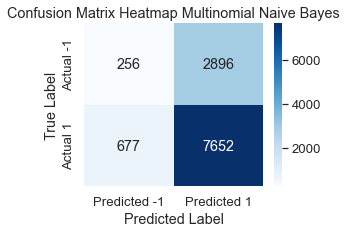 Confusion Matrix Heatmap Multinomial Naive Bayes
True Label
Actual -1
256
2896
Actual 1
677
7652
6000
4000
2000
Predicted -1
Predicted 1
Predicted Label